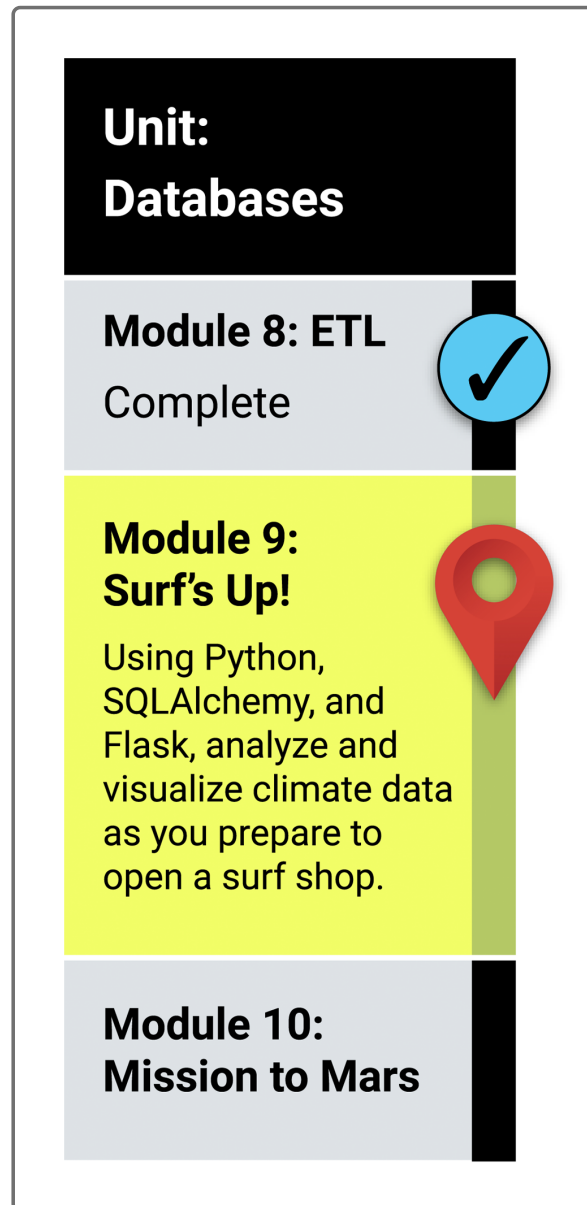 Unit:
Databases
Module 8: ETL
Complete
Module 9:
Surf’s Up!
Using Python,
SQLAlchemy, and
Flask, analyze and
visualize climate data
as you prepare to
open a surf shop.
Module 10:
Mission to Mars